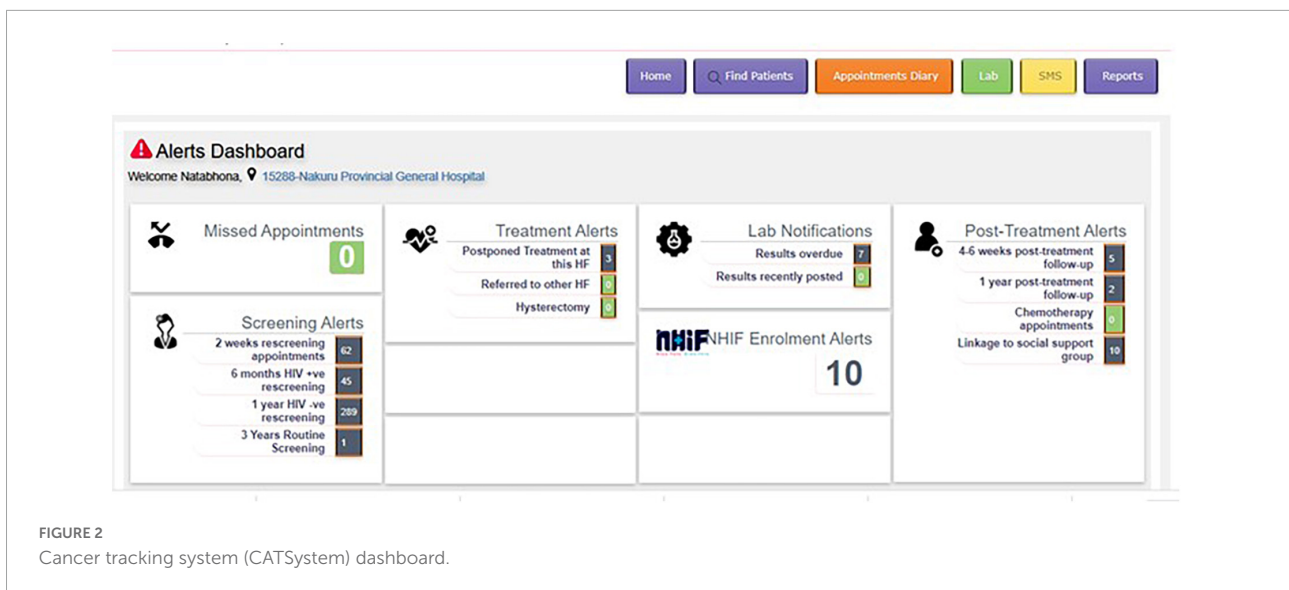 Home
Find Patients
Appointments Diary
Lab
SMS
Reports
Alerts Dashboard
Welcome Natabhona, 15288-Nakuru Provincial General Hospital
Missed Appointments
0
Screening Alerts
2 weeks rescreening
appointments
62
6 months HIV +ve
rescreening
45
1 year HIV -ve
rescreening
289
3 Years Routine
Screening
1
Treatment Alerts
Postponed Treatment at
this HF
3
Referred to other HF
0
Hysterectomy
0
Lab Notifications
Results overdue
7
Results recently posted
0
NHIF
NHIF Enrolment Alerts
10
Post-Treatment Alerts
4-6 weeks post-treatment
follow-up
5
1 year post-treatment
follow-up
2
Chemotherapy
appointments
0
Linkage to social support
group
10
FIGURE 2
Cancer tracking system (CATSystem) dashboard.